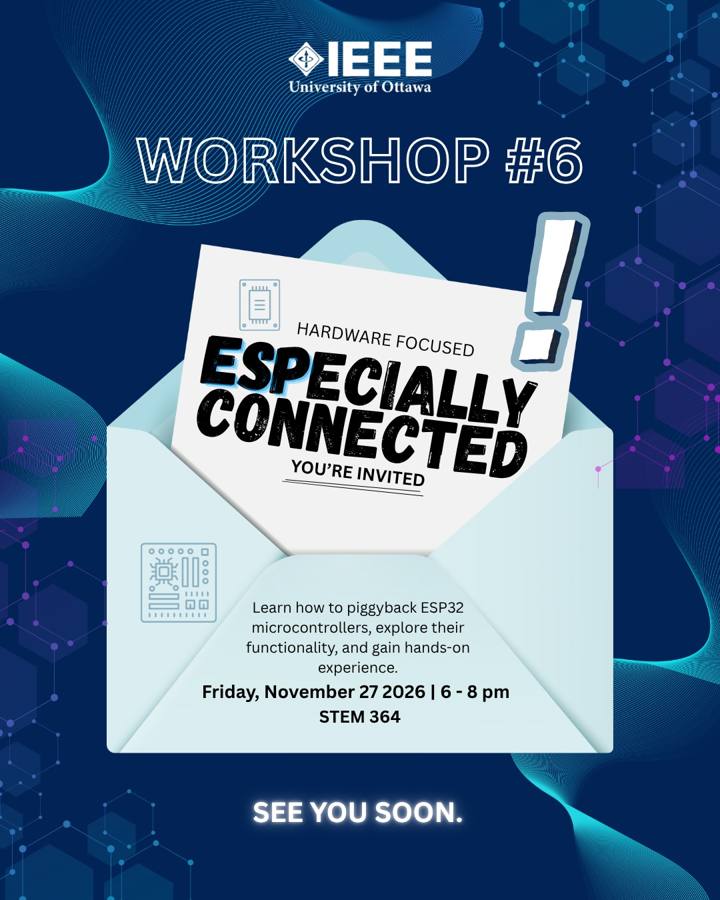 IEEE
University of Ottawa
WORKSHOP #6
HARDWARE FOCUSED
ESPECIALLY
CONNECTED
!
YOU'RE INVITED
Learn how to piggyback ESP32
microcontrollers, explore their
functionality, and gain hands-on
experience.
Friday, November 27 2026 | 6 - 8 pm
STEM 364
SEE YOU SOON.